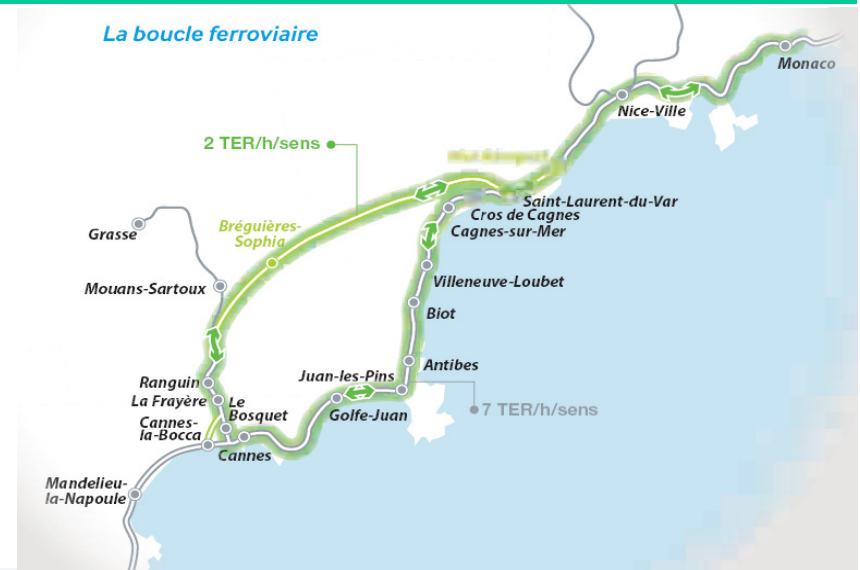 La boucle ferroviaire
Monaco
Nice-Ville
2 TER/h/sens
Saint-Laurent-du-Var
Cros de Cagnes
Cagnes-sur-Mer
Grasse
Bréguières-
Sophia
Mouans-Sartoux
Villeneuve-Loubet
Biot
Antibes
Juan-les-Pins
Ranguin
La Frayère
Le
Bosquet
Golfe-Juan
7 TER/h/sens
Cannes-
la-Bocca
Cannes
Mandelieu-
la-Napoule